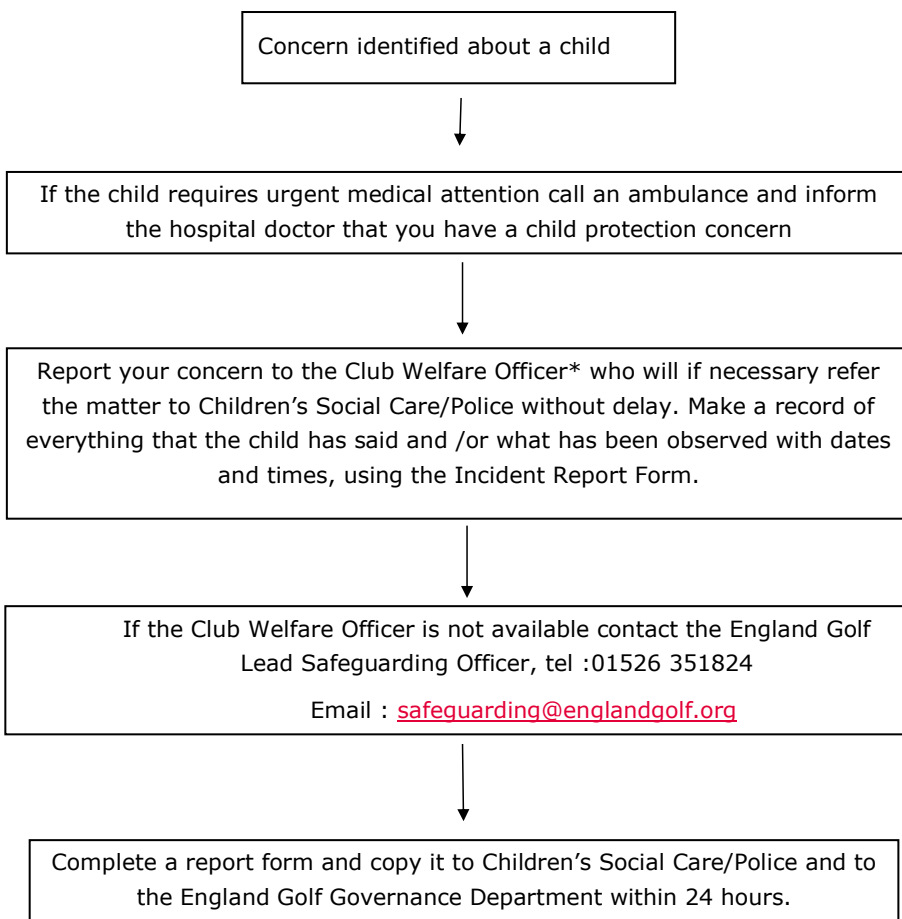 Concern identified about a child
If the child requires urgent medical attention call an ambulance and inform
the hospital doctor that you have a child protection concern
Report your concern to the Club Welfare Officer* who will if necessary refer
the matter to Children’s Social Care/Police without delay. Make a record of
everything that the child has said and /or what has been observed with dates
and times, using the Incident Report Form.
If the Club Welfare Officer is not available contact the England Golf
Lead Safeguarding Officer, tel :01526 351824
Email : safeguarding@englandgolf.org
Complete a report form and copy it to Children’s Social Care/Police and to
the England Golf Governance Department within 24 hours.